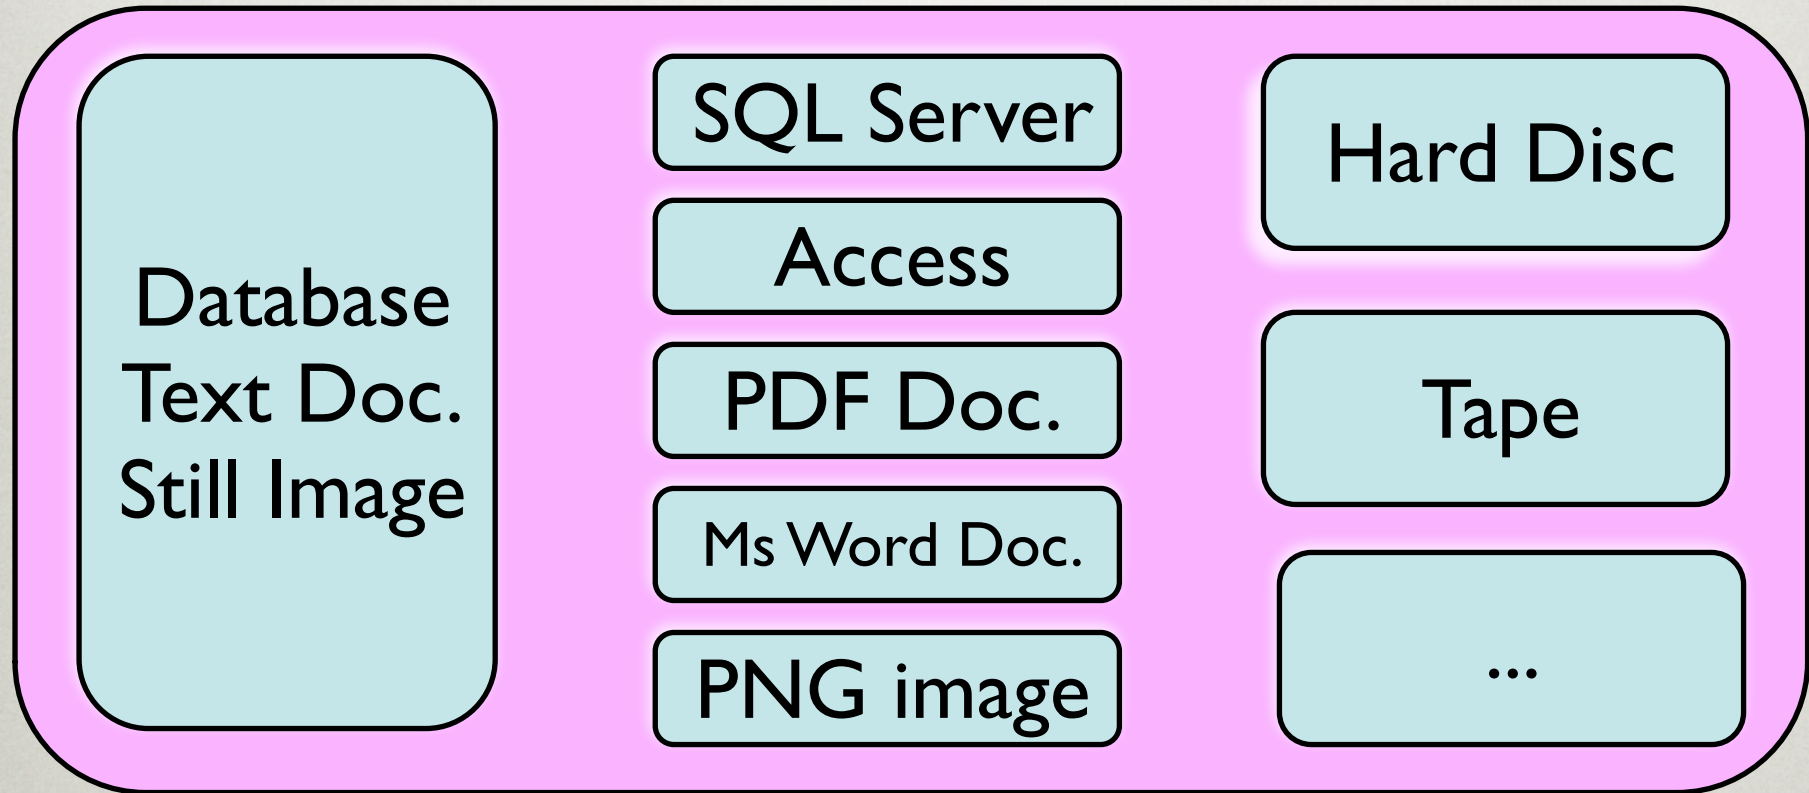 Database
Text Doc.
Still Image
SQL Server
Access
PDF Doc.
Ms Word Doc.
PNG image
Hard Disc
Tape
...